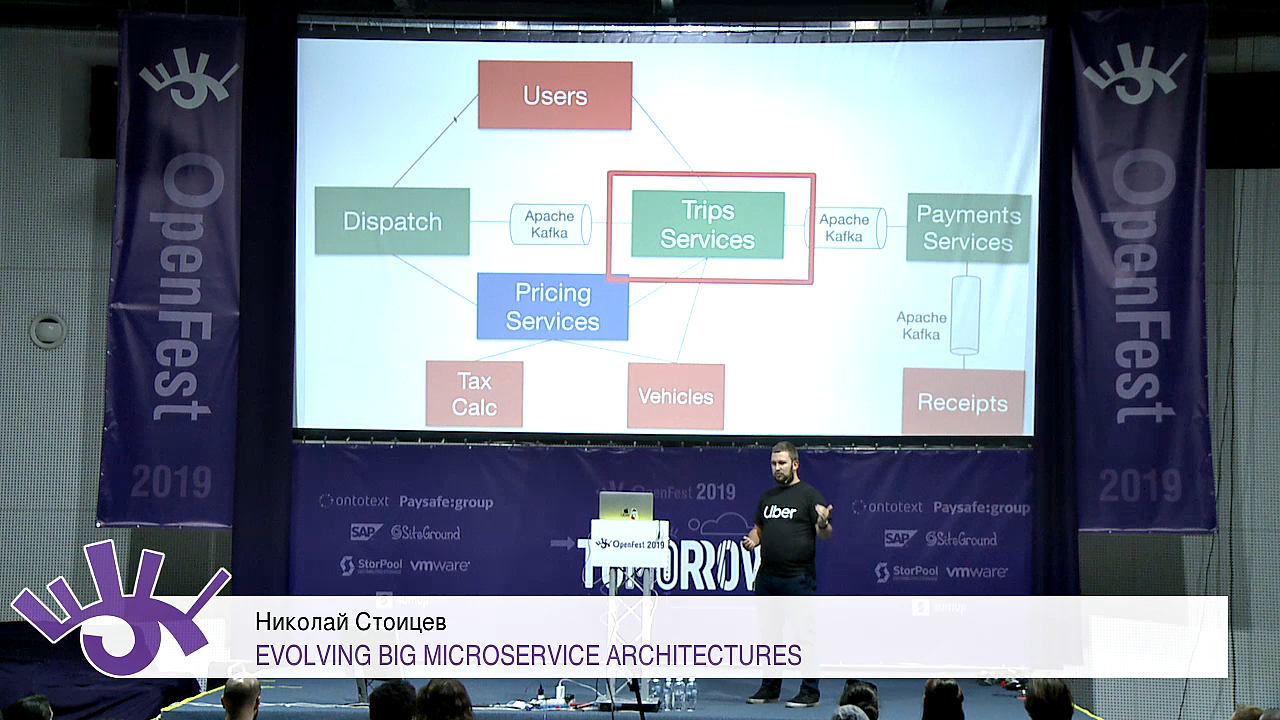 Users
Dispatch
Apache
Kafka
Trips
Services
Apache
Kafka
Payments
Services
Pricing
Services
Apache
Kafka
Tax
Calc
Vehicles
Receipts
OpenFest
2019
OpenFest
2019
ontotext Paysafe:group
SAP SiteGround
StorPool vmware
OpenFest 2019
ontotext Paysafe:group
SAP SiteGround
StorPool vmware
Uber
OpenFest 2019
Николай Стоицев
EVOLVING BIG MICROSERVICE ARCHITECTURES